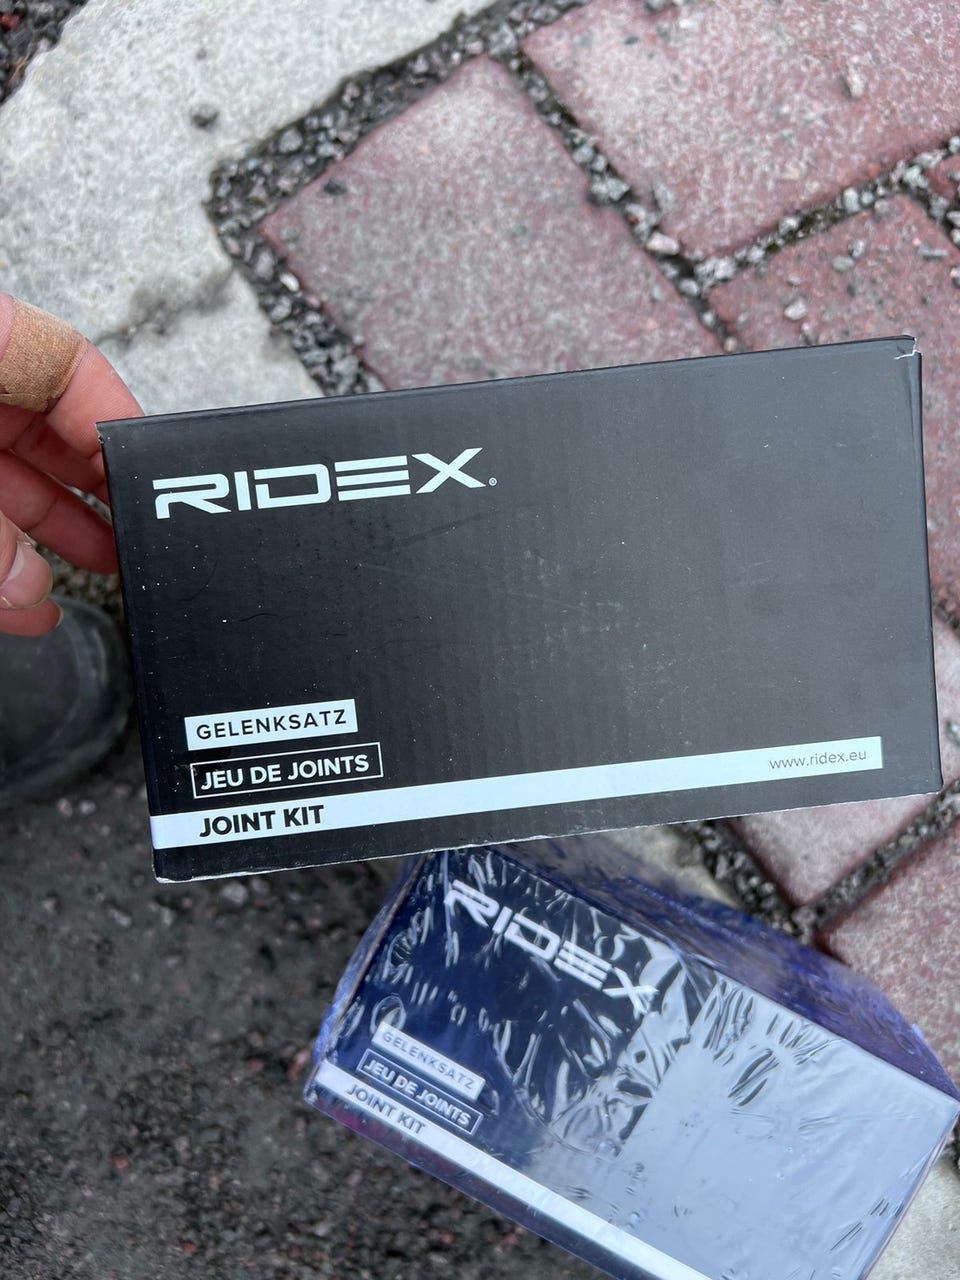 RIDEX®
GELENKSATZ
JEU DE JOINTS
JOINT KIT
www.ridex.eu
RIDEX
GELENKSATZ
JEU DE JOINTS
JOINT KIT